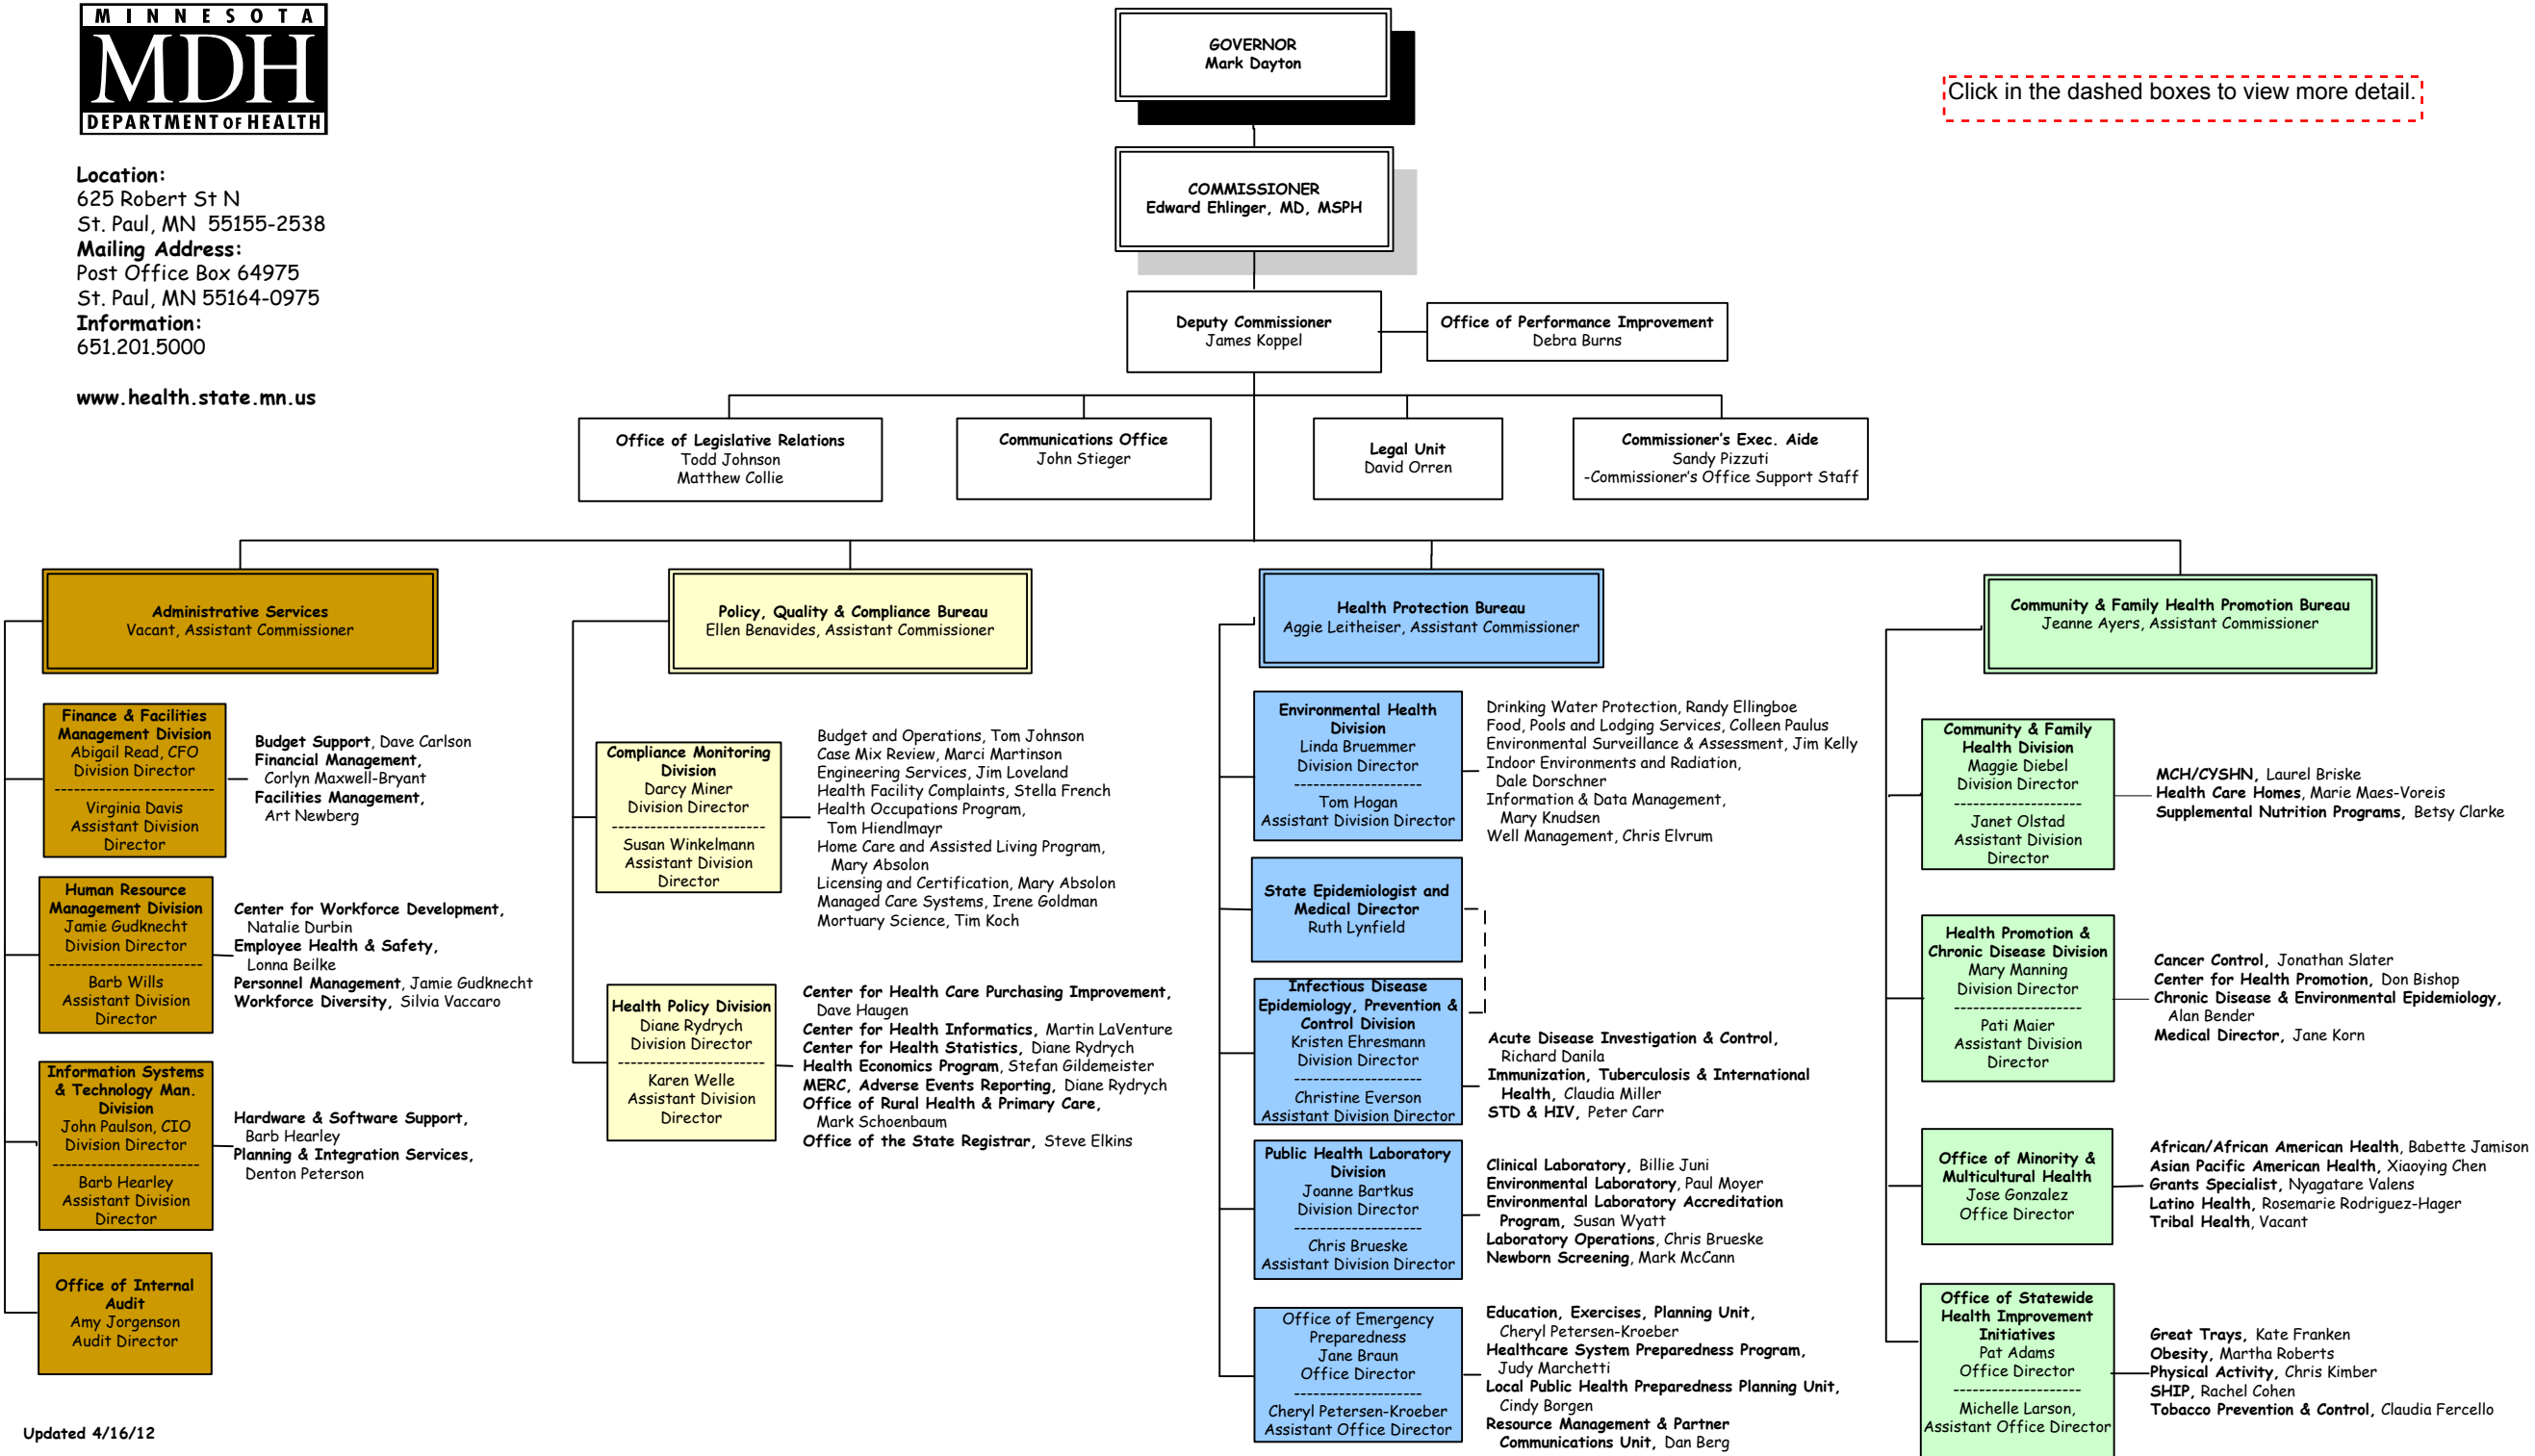 MINNESOTA
MDH
DEPARTMENT OF HEALTH
Location:
625 Robert St N
St. Paul, MN 55155-2538
Mailing Address:
Post Office Box 64975
St. Paul, MN 55164-0975
Information:
651.201.5000
www.health.state.mn.us
GOVERNOR
Mark Dayton
Click in the dashed boxes to view more detail.
COMMISSIONER
Edward Ehlinger, MD, MSPH
Deputy Commissioner
James Koppel
Office of Performance Improvement
Debra Burns
Office of Legislative Relations
Todd Johnson
Matthew Collie
Communications Office
John Stieger
Legal Unit
David Orren
Commissioner's Exec. Aide
Sandy Pizzuti
-Commissioner's Office Support Staff
Administrative Services
Vacant, Assistant Commissioner
Finance & Facilities
Management Division
Abigail Read, CFO
Division Director
-------------------------
Virginia Davis
Assistant Division
Director
Budget Support, Dave Carlson
Financial Management,
Corlyn Maxwell-Bryant
Facilities Management,
Art Newberg
Human Resource
Management Division
Jamie Gudknecht
Division Director
------------------------
Barb Wills
Assistant Division
Director
Center for Workforce Development,
Natalie Durbin
Employee Health & Safety,
Lonna Beilke
Personnel Management, Jamie Gudknecht
Workforce Diversity, Silvia Vaccaro
Information Systems
& Technology Man.
Division
John Paulson, CIO
Division Director
-----------------------
Barb Hearley
Assistant Division
Director
Hardware & Software Support,
Barb Hearley
Planning & Integration Services,
Denton Peterson
Office of Internal
Audit
Amy Jorgenson
Audit Director
Updated 4/16/12
Policy, Quality & Compliance Bureau
Ellen Benavides, Assistant Commissioner
Compliance Monitoring
Division
Darcy Miner
Division Director
------------------------
Susan Winkelmann
Assistant Division
Director
Budget and Operations, Tom Johnson
Case Mix Review, Marci Martinson
Engineering Services, Jim Loveland
Health Facility Complaints, Stella French
Health Occupations Program,
Tom Hiendlmayr
Home Care and Assisted Living Program,
Mary Absolon
Licensing and Certification, Mary Absolon
Managed Care Systems, Irene Goldman
Mortuary Science, Tim Koch
Health Policy Division
Diane Rydrych
Division Director
-----------------------
Karen Welle
Assistant Division
Director
Center for Health Care Purchasing Improvement,
Dave Haugen
Center for Health Informatics, Martin LaVenture
Center for Health Statistics, Diane Rydrych
Health Economics Program, Stefan Gildemeister
MERC, Adverse Events Reporting, Diane Rydrych
Office of Rural Health & Primary Care,
Mark Schoenbaum
Office of the State Registrar, Steve Elkins
Health Protection Bureau
Aggie Leitheiser, Assistant Commissioner
Environmental Health
Division
Linda Bruemmer
Division Director
--------------------
Tom Hogan
Assistant Division Director
Drinking Water Protection, Randy Ellingboe
Food, Pools and Lodging Services, Colleen Paulus
Environmental Surveillance & Assessment, Jim Kelly
Indoor Environments and Radiation,
Dale Dorschner
Information & Data Management,
Mary Knudsen
Well Management, Chris Elvrum
State Epidemiologist and
Medical Director
Ruth Lynfield
Infectious Disease
Epidemiology, Prevention &
Control Division
Kristen Ehresmann
Division Director
--------------------
Christine Everson
Assistant Division Director
Acute Disease Investigation & Control,
Richard Danila
Immunization, Tuberculosis & International
Health, Claudia Miller
STD & HIV, Peter Carr
Public Health Laboratory
Division
Joanne Bartkus
Division Director
--------------------
Chris Brueske
Assistant Division Director
Clinical Laboratory, Billie Juni
Environmental Laboratory, Paul Moyer
Environmental Laboratory Accreditation
Program, Susan Wyatt
Laboratory Operations, Chris Brueske
Newborn Screening, Mark McCann
Office of Emergency
Preparedness
Jane Braun
Office Director
--------------------
Cheryl Petersen-Kroeber
Assistant Office Director
Education, Exercises, Planning Unit,
Cheryl Petersen-Kroeber
Healthcare System Preparedness Program,
Judy Marchetti
Local Public Health Preparedness Planning Unit,
Cindy Borgen
Resource Management & Partner
Communications Unit, Dan Berg
Community & Family Health Promotion Bureau
Jeanne Ayers, Assistant Commissioner
Community & Family
Health Division
Maggie Diebel
Division Director
--------------------
Janet Olstad
Assistant Division
Director
MCH/CYSHN, Laurel Briske
Health Care Homes, Marie Maes-Voreis
Supplemental Nutrition Programs, Betsy Clarke
Health Promotion &
Chronic Disease Division
Mary Manning
Division Director
--------------------
Pati Maier
Assistant Division
Director
Cancer Control, Jonathan Slater
Center for Health Promotion, Don Bishop
Chronic Disease & Environmental Epidemiology,
Alan Bender
Medical Director, Jane Korn
Office of Minority &
Multicultural Health
Jose Gonzalez
Office Director
African/African American Health, Babette Jamison
Asian Pacific American Health, Xiaoying Chen
Grants Specialist, Nyagatare Valens
Latino Health, Rosemarie Rodriguez-Hager
Tribal Health, Vacant
Office of Statewide
Health Improvement
Initiatives
Pat Adams
Office Director
--------------------
Michelle Larson,
Assistant Office Director
Great Trays, Kate Franken
Obesity, Martha Roberts
Physical Activity, Chris Kimber
SHIP, Rachel Cohen
Tobacco Prevention & Control, Claudia Fercello